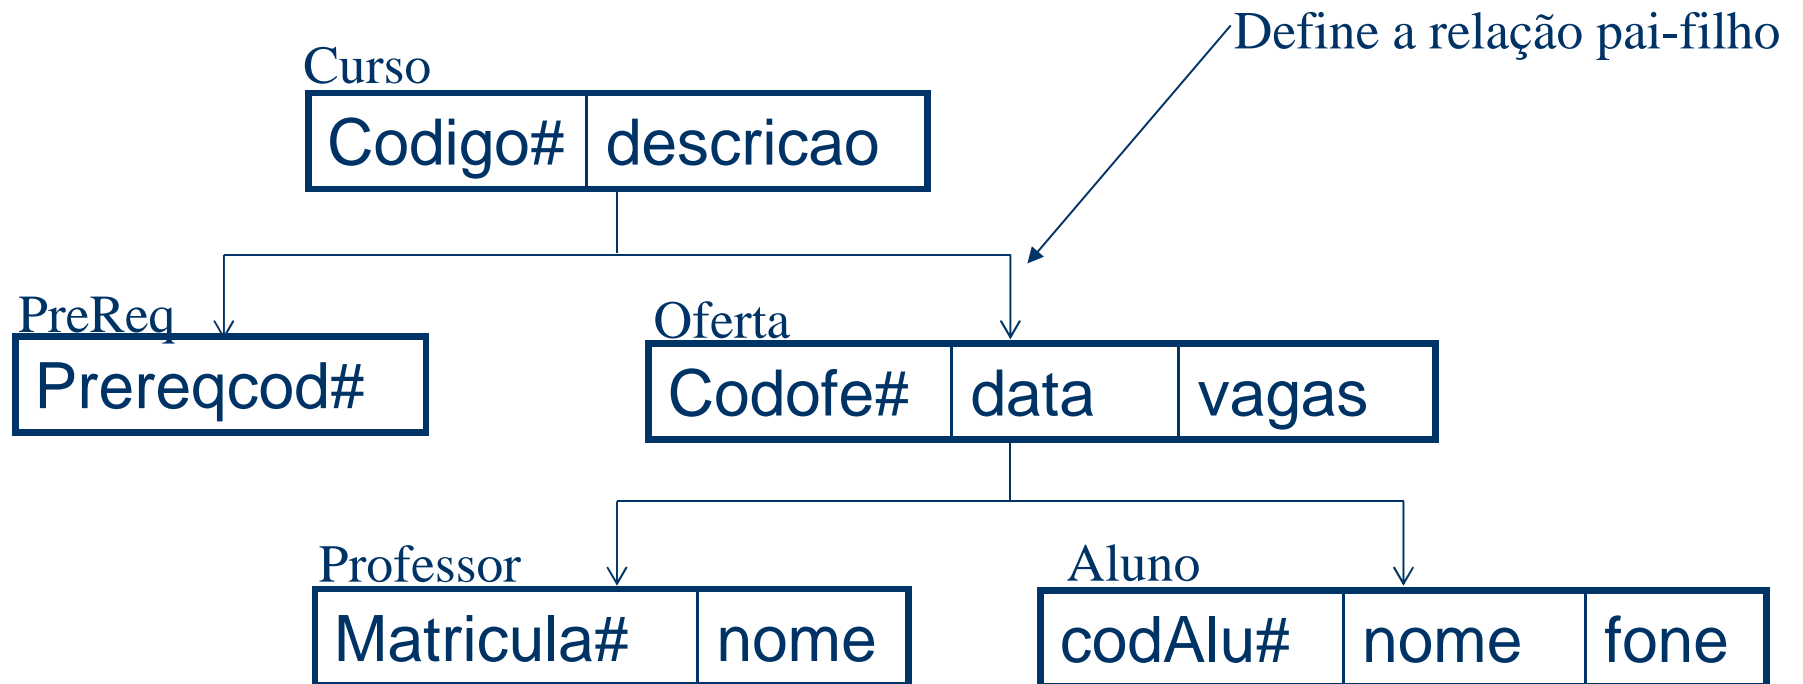 Define a relação pai-filho
Curso
Codigo# descricao
PreReq
Prereqcod#
Oferta
Codofe# data vagas
Professor
Matricula# nome
Aluno
codAlu# nome fone